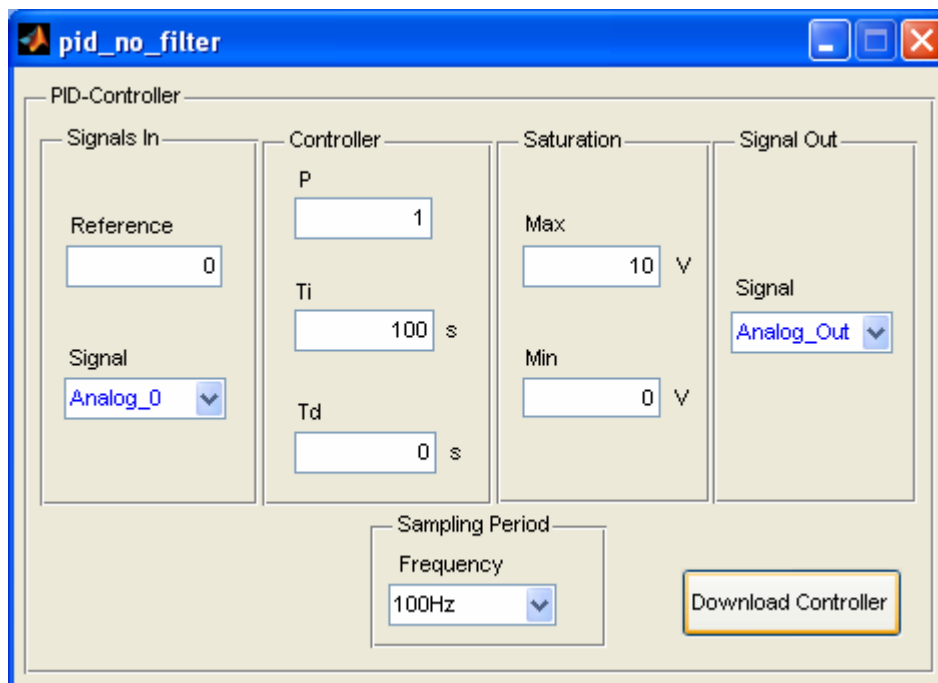 pid_no_filter
PID-Controller
Signals In
Reference
0
Signal
Analog_0
Controller
P
1
Ti
100 s
Td
0 s
Saturation
Max
10 V
Min
0 V
Signal Out
Signal
Analog_Out
Sampling Period
Frequency
100Hz
Download Controller